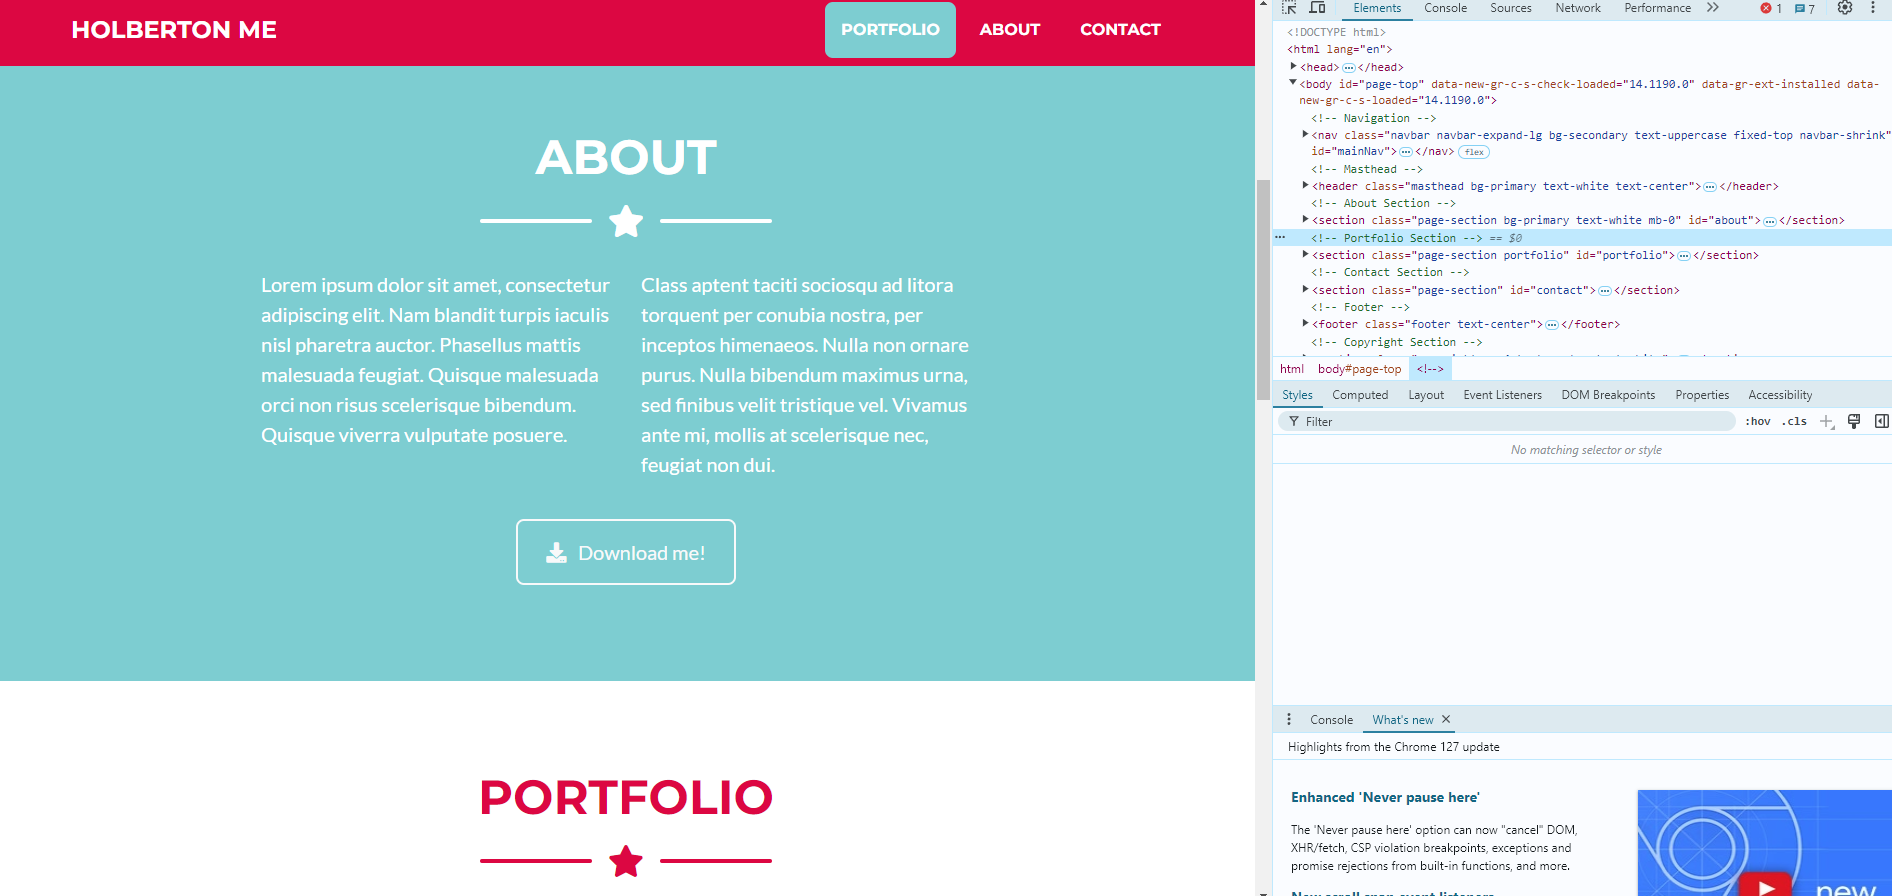 HOLBERTON ME
PORTFOLIO
ABOUT
CONTACT
ABOUT
Lorem ipsum dolor sit amet, consectetur
adipiscing elit. Nam blandit turpis iaculis
nisl pharetra auctor. Phasellus mattis
malesuada feugiat. Quisque malesuada
orci non risus scelerisque bibendum.
Quisque viverra vulputate posuere.
Class aptent taciti sociosqu ad litora
torquent per conubia nostra, per
inceptos himenaeos. Nulla non ornare
purus. Nulla bibendum maximus urna,
sed finibus velit tristique vel. Vivamus
ante mi, mollis at scelerisque nec,
feugiat non dui.
Download me!
PORTFOLIO
Elements Console Sources Network Performance 1 7
<!DOCTYPE html>
<html lang="en">
<head> </head>
<body id="page-top" data-new-gr-c-s-check-loaded="14.1190.0" data-gr-ext-installed data-
new-gr-c-s-loaded="14.1190.0">
<!-- Navigation -->
<nav class="navbar navbar-expand-lg bg-secondary text-uppercase fixed-top navbar-shrink"
id="mainNav"> </nav> flex
<!-- Masthead -->
<header class="masthead bg-primary text-white text-center"> </header>
<!-- About Section -->
<section class="page-section bg-primary text-white mb-0" id="about"> </section>
<!-- Portfolio Section --> == $0
<section class="page-section portfolio" id="portfolio"> </section>
<!-- Contact Section -->
<section class="page-section" id="contact"> </section>
<!-- Footer -->
<footer class="footer text-center"> </footer>
<!-- Copyright Section -->
html body#page-top <!-->
Styles Computed Layout Event Listeners DOM Breakpoints Properties Accessibility
Filter :hov .cls
No matching selector or style
Console What's new
Highlights from the Chrome 127 update
Enhanced 'Never pause here'
The 'Never pause here' option can now "cancel" DOM,
XHR/fetch, CSP violation breakpoints, exceptions and
promise rejections from built-in functions, and more.
new